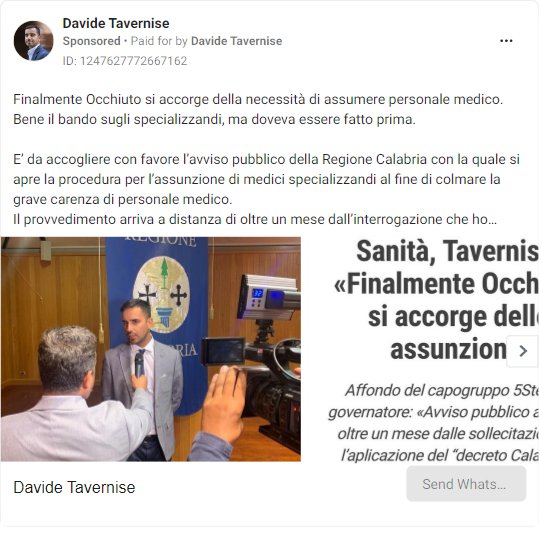 Davide Tavernise
Sponsored • Paid for by Davide Tavernise
ID: 1247627772667162
Finalmente Occhiuto si accorge della necessità di assumere personale medico.
Bene il bando sugli specializzandi, ma doveva essere fatto prima.
E' da accogliere con favore l'avviso pubblico della Regione Calabria con la quale si
apre la procedura per l'assunzione di medici specializzandi al fine di colmare la
grave carenza di personale medico.
Il provvedimento arriva a distanza di oltre un mese dall'interrogazione che ho...
REGIONE
BRIA
Sanità, Tavernis
«Finalmente Occh
si accorge dell
assunzion
Affondo del capogruppo 5Ste
governatore: «Avviso pubblico a
oltre un mese dalle sollecitazio
l'aplicazione del "decreto Cala
Davide Tavernise
Send Whats...